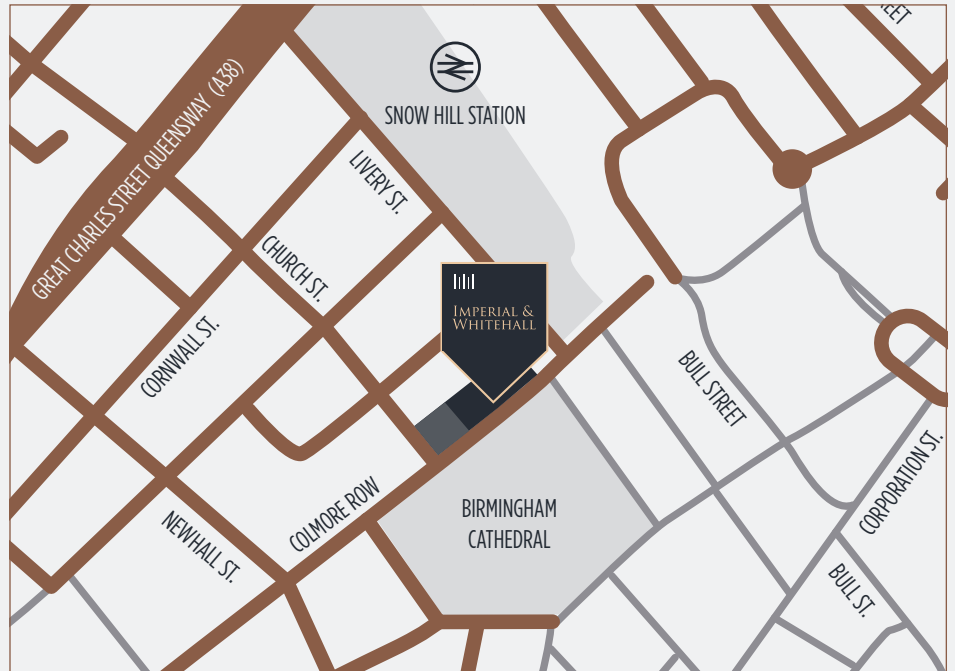 SNOW HILL STATION
GREAT CHARLES STREET QUEENSWAY (A38)
LIVERY ST.
CHURCH ST.
IMPERIAL &
WHITEHALL
CORNWALL ST.
BULL STREET
COLMORE ROW
BIRMINGHAM
CATHEDRAL
NEWHALL ST.
CORPORATION ST.
BULL ST.